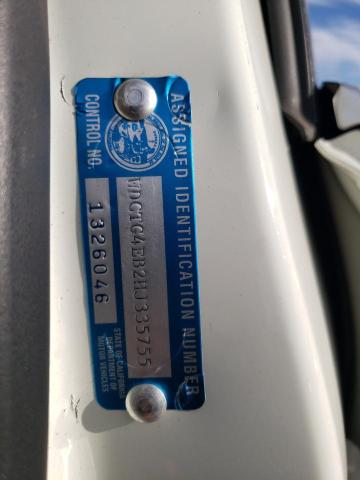 ASSIGNED IDENTIFICATION NUMBER
WDCTG4EB2HJ335755
CONTROL NO. 1326046
STATE OF CALIFORNIA
DEPARTMENT OF
MOTOR VEHICLES